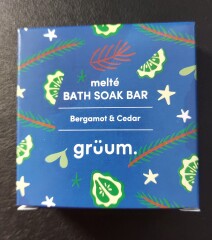 melté
BATH SOAK BAR
Bergamot & Cedar
grüum.